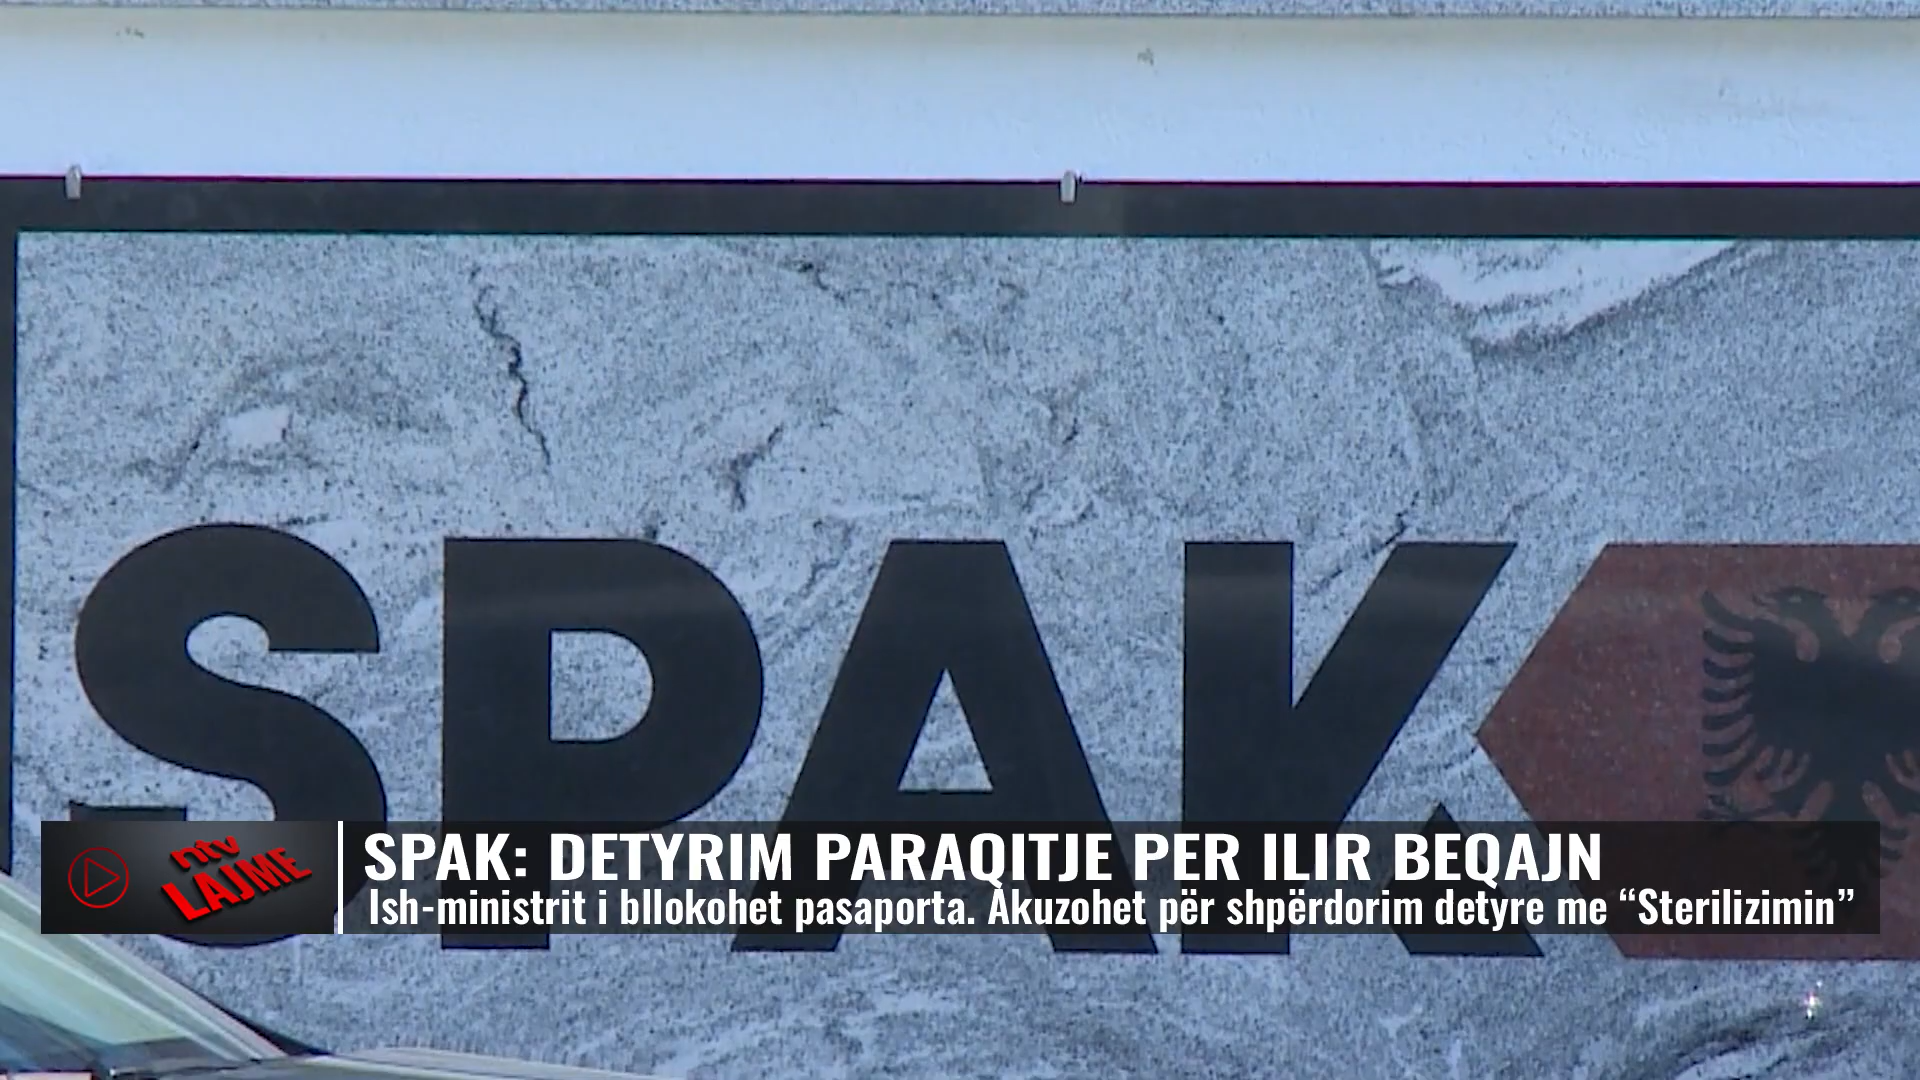 SPAK
ntv
LAJME
SPAK: DETYRIM PARAQITJE PER ILIR BEQAJN
Ish-ministrit i bllokohet pasaporta. Akuzohet për shpërdorim detyre me “Sterilizimin”